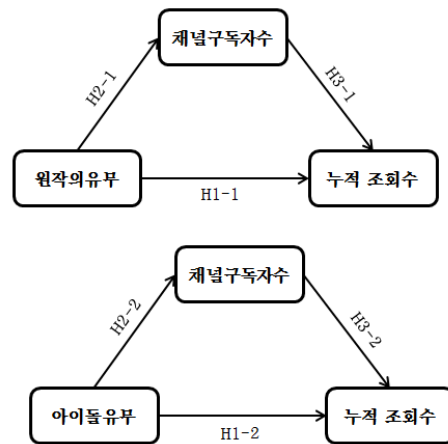 채널구독자수
H2-1
H3-1
원작의유부
누적 조회수
H1-1
채널구독자수
H2-2
H3-2
아이돌유부
누적 조회수
H1-2